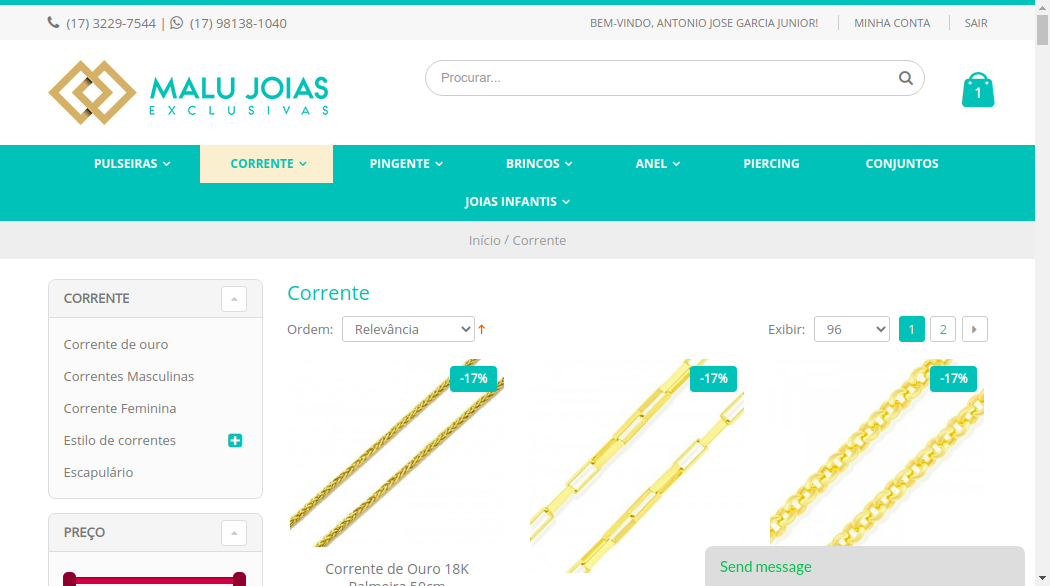 (17) 3229-7544 | (17) 98138-1040
BEM-VINDO, ANTONIO JOSE GARCIA JUNIOR! MINHA CONTA SAIR
MALU JOIAS
EXCLUSIVAS
Procurar...
1
PULSEIRAS CORRENTE PINGENTE BRINCOS ANEL PIERCING CONJUNTOS
JOIAS INFANTIS
Início / Corrente
CORRENTE
Corrente de ouro
Correntes Masculinas
Corrente Feminina
Estilo de correntes
Escapulário
PREÇO
Corrente
Ordem: Relevância
Exibir: 96 1 2
-17% -17% -17%
Corrente de Ouro 18K
Palmeira 50cm
Send message